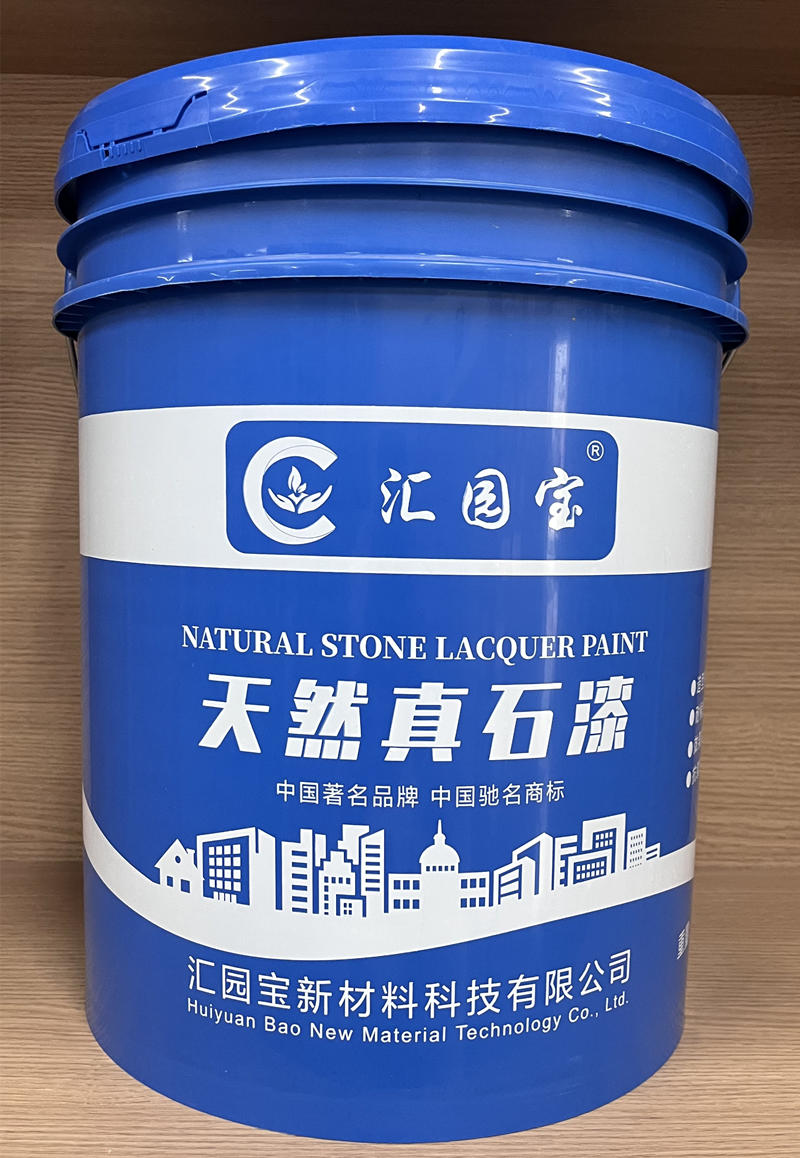 汇园宝®
NATURAL STONE LACQUER PAINT
天然真石漆
中国著名品牌 中国驰名商标
汇园宝新材料科技有限公司
Huiyuan Bao New Material Technology Co., Ltd.